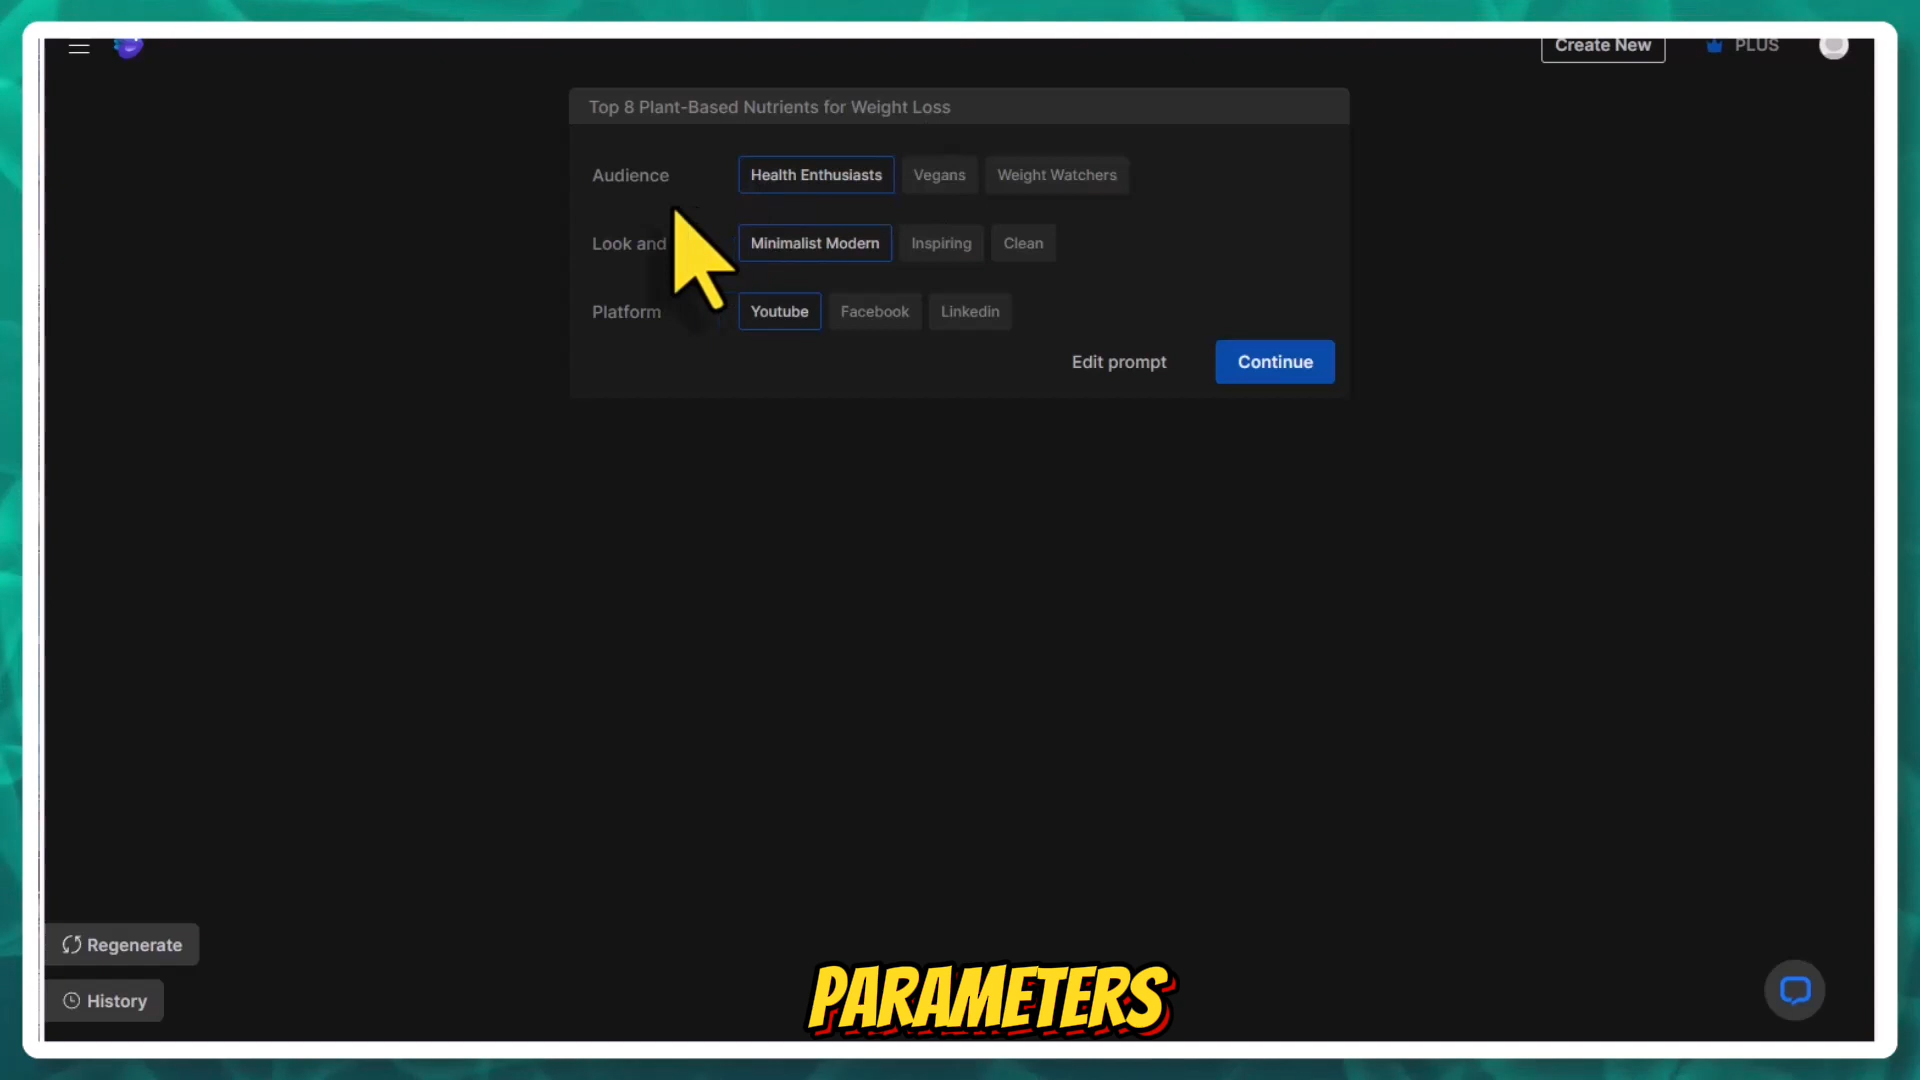 Create New
PLUS
Top 8 Plant-Based Nutrients for Weight Loss
Audience Health Enthusiasts Vegans Weight Watchers
Look and Minimalist Modern Inspiring Clean
Platform Youtube Facebook Linkedin
Edit prompt Continue
Regenerate
History
PARAMETERS